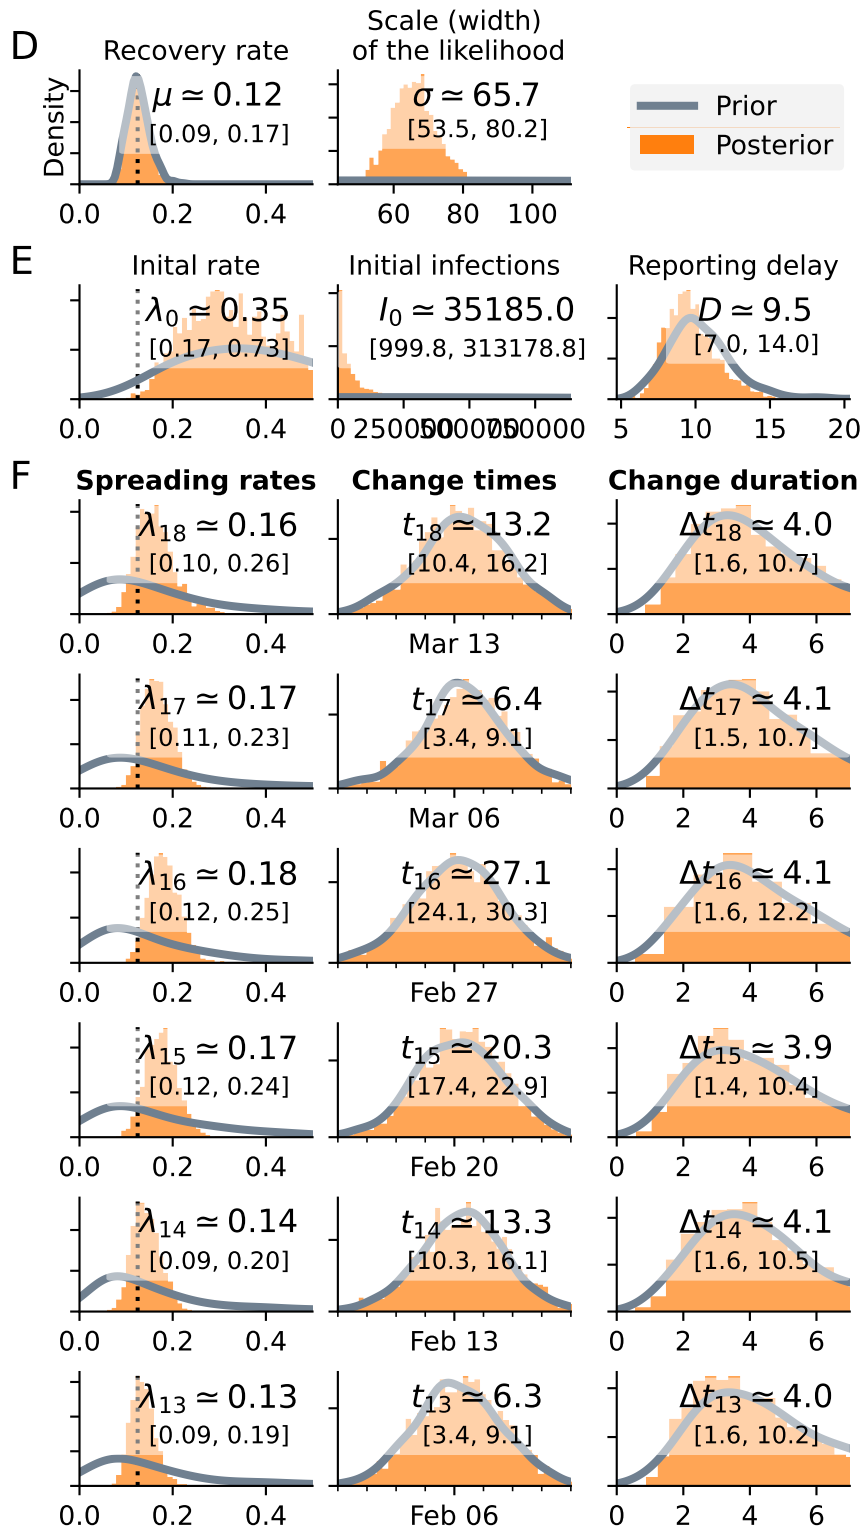 D
Recovery rate
Density
μ ≃ 0.12
[0.09, 0.17]
0.0 0.2 0.4
Scale (width)
of the likelihood
σ ≃ 65.7
[53.5, 80.2]
60 80 100
Prior
Posterior
E
Inital rate
λ0 ≃ 0.35
[0.17, 0.73]
0.0 0.2 0.4
Initial infections
I0 ≃ 35185.0
[999.8, 313178.8]
0 250000 500000 750000
Reporting delay
D ≃ 9.5
[7.0, 14.0]
5 10 15 20
F
Spreading rates Change times Change duration
λ18 ≃ 0.16 t18 ≃ 13.2 Δt18 ≃ 4.0
[0.10, 0.26] [10.4, 16.2] [1.6, 10.7]
0.0 0.2 0.4 0 2 4 6
Mar 13
λ17 ≃ 0.17 t17 ≃ 6.4 Δt17 ≃ 4.1
[0.11, 0.23] [3.4, 9.1] [1.5, 10.7]
0.0 0.2 0.4 0 2 4 6
Mar 06
λ16 ≃ 0.18 t16 ≃ 27.1 Δt16 ≃ 4.1
[0.12, 0.25] [24.1, 30.3] [1.6, 12.2]
0.0 0.2 0.4 0 2 4 6
Feb 27
λ15 ≃ 0.17 t15 ≃ 20.3 Δt15 ≃ 3.9
[0.12, 0.24] [17.4, 22.9] [1.4, 10.4]
0.0 0.2 0.4 0 2 4 6
Feb 20
λ14 ≃ 0.14 t14 ≃ 13.3 Δt14 ≃ 4.1
[0.09, 0.20] [10.3, 16.1] [1.6, 10.5]
0.0 0.2 0.4 0 2 4 6
Feb 13
λ13 ≃ 0.13 t13 ≃ 6.3 Δt13 ≃ 4.0
[0.09, 0.19] [3.4, 9.1] [1.6, 10.2]
0.0 0.2 0.4 0 2 4 6
Feb 06